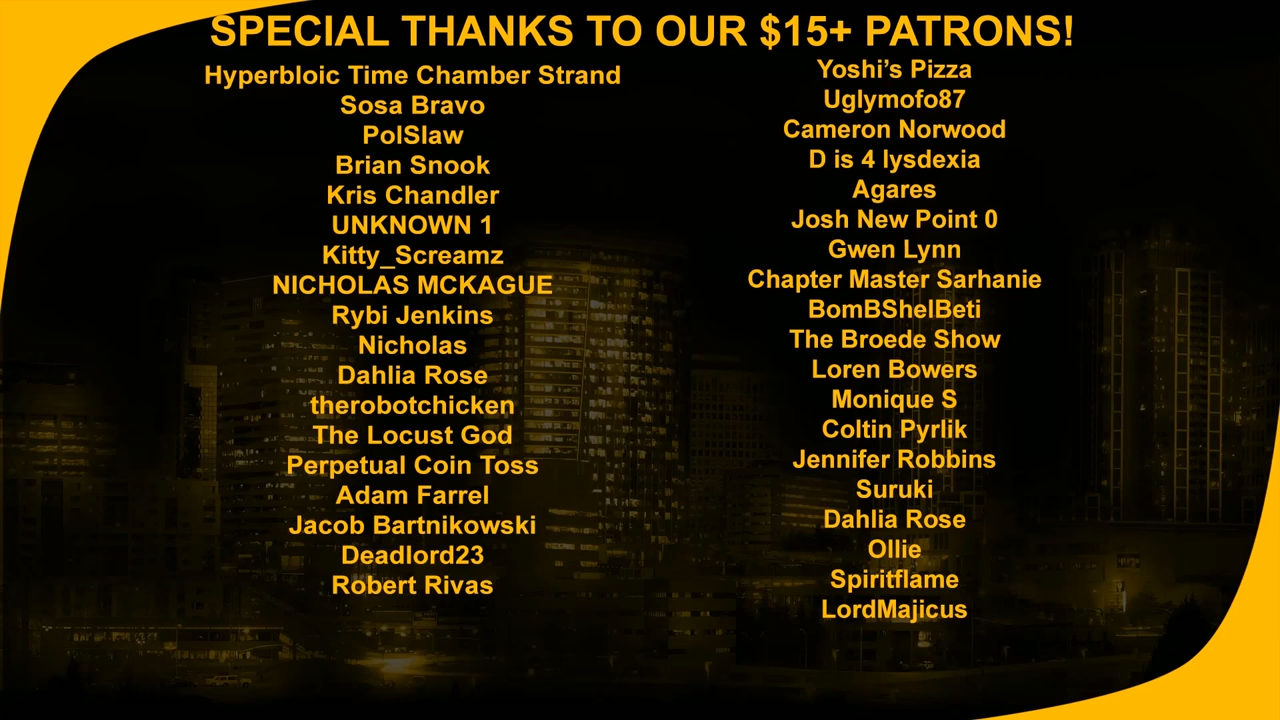 SPECIAL THANKS TO OUR $15+ PATRONS!
Hyperbloic Time Chamber Strand
Sosa Bravo
PolSlaw
Brian Snook
Kris Chandler
UNKNOWN 1
Kitty_Screamz
NICHOLAS MCKAGUE
Rybi Jenkins
Nicholas
Dahlia Rose
therobotchicken
The Locust God
Perpetual Coin Toss
Adam Farrel
Jacob Bartnikowski
Deadlord23
Robert Rivas
Yoshi’s Pizza
Uglymofo87
Cameron Norwood
D is 4 lysdexia
Agares
Josh New Point 0
Gwen Lynn
Chapter Master Sarhanie
BomBShelBeti
The Broede Show
Loren Bowers
Monique S
Coltin Pyrlik
Jennifer Robbins
Suruki
Dahlia Rose
Ollie
Spiritflame
LordMajicus